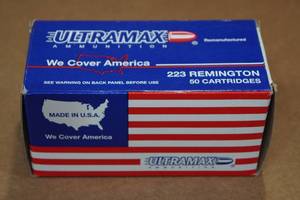 ULTRAMAX
AMMUNITION
Remanufactured
We Cover America
223 REMINGTON
SEE WARNING ON BACK PANEL BEFORE USE
50 CARTRIDGES
MADE IN U.S.A.
We Cover America
ULTRAMAX
AMMUNITION